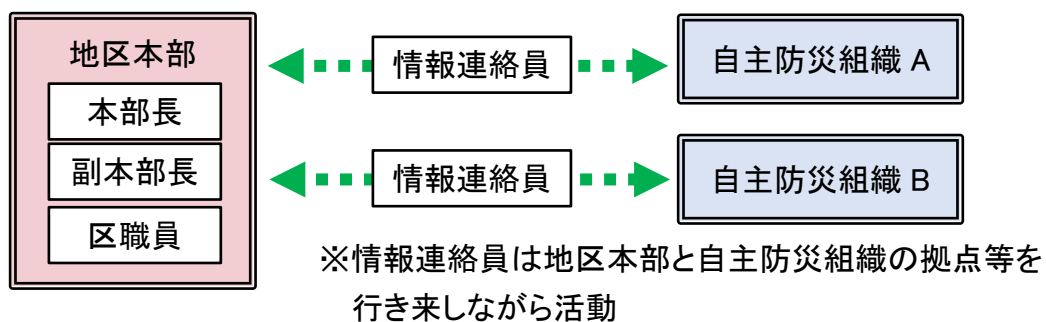 地区本部
本部長
副本部長
区職員
情報連絡員
自主防災組織 A
情報連絡員
自主防災組織 B
※情報連絡員は地区本部と自主防災組織の拠点等を
行き来しながら活動